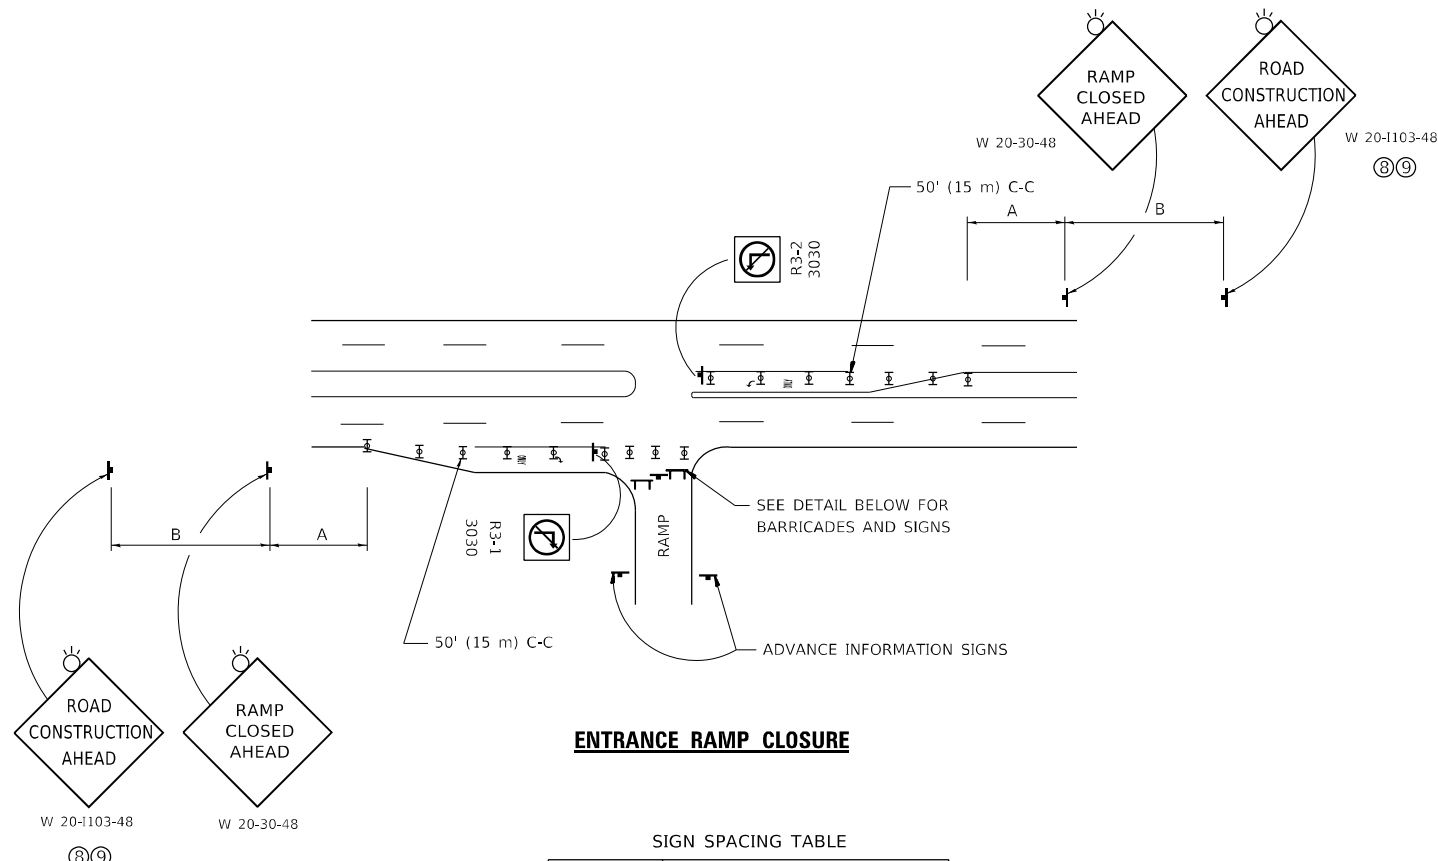 RAMP
CLOSED
AHEAD
W 20-30-48
ROAD
CONSTRUCTION
AHEAD
W 20-I103-48
⑧⑨
50' (15 m) C-C
A
B
R3-2
3030
ONLY
ONLY
B
A
R3-1
3030
RAMP
SEE DETAIL BELOW FOR
BARRICADES AND SIGNS
50' (15 m) C-C
ADVANCE INFORMATION SIGNS
ROAD
CONSTRUCTION
AHEAD
W 20-I103-48
⑧⑨
RAMP
CLOSED
AHEAD
W 20-30-48
ENTRANCE RAMP CLOSURE
SIGN SPACING TABLE